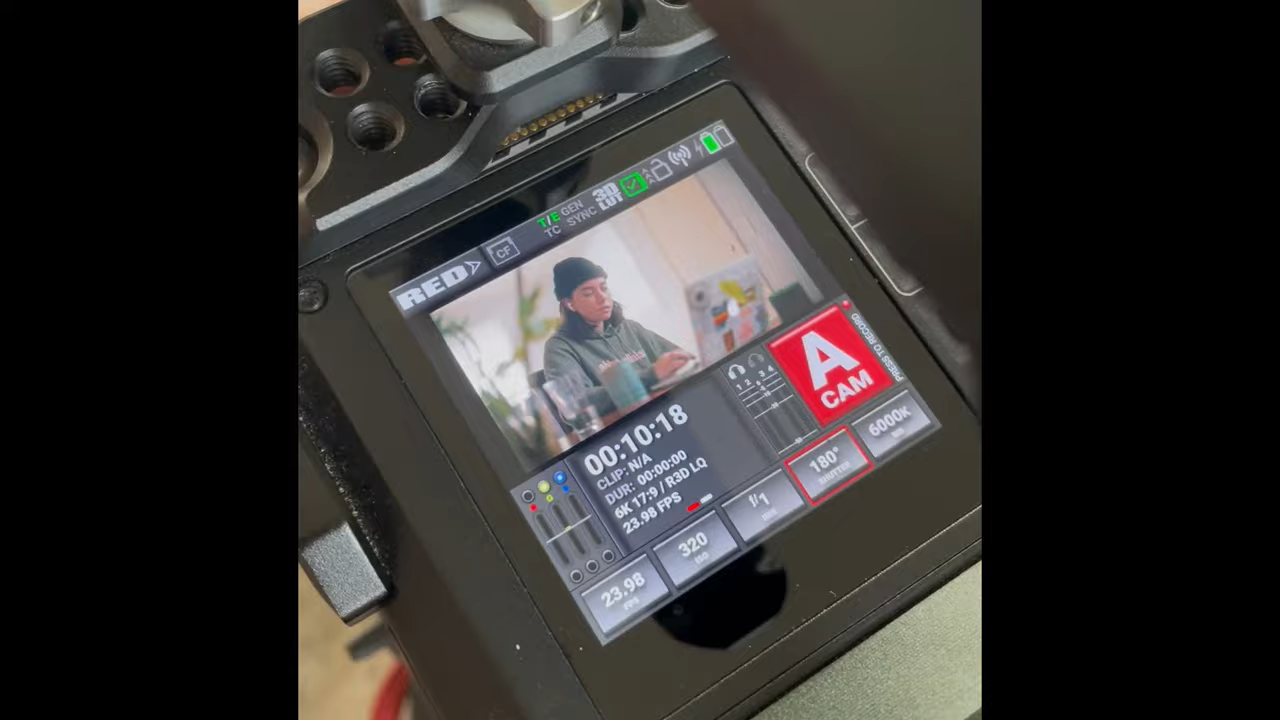 RED
CF
T/E
TC
GEN
SYNC
3D
LUT
1 2 3 4
A
CAM
PRESS TO RECORD
00:10:18
CLIP: N/A
DUR: 00:00:00
6K 17:9 / R3D LQ
23.98 FPS
23.98
FPS
320
ISO
f/1
180°
SHUTTER
6000K